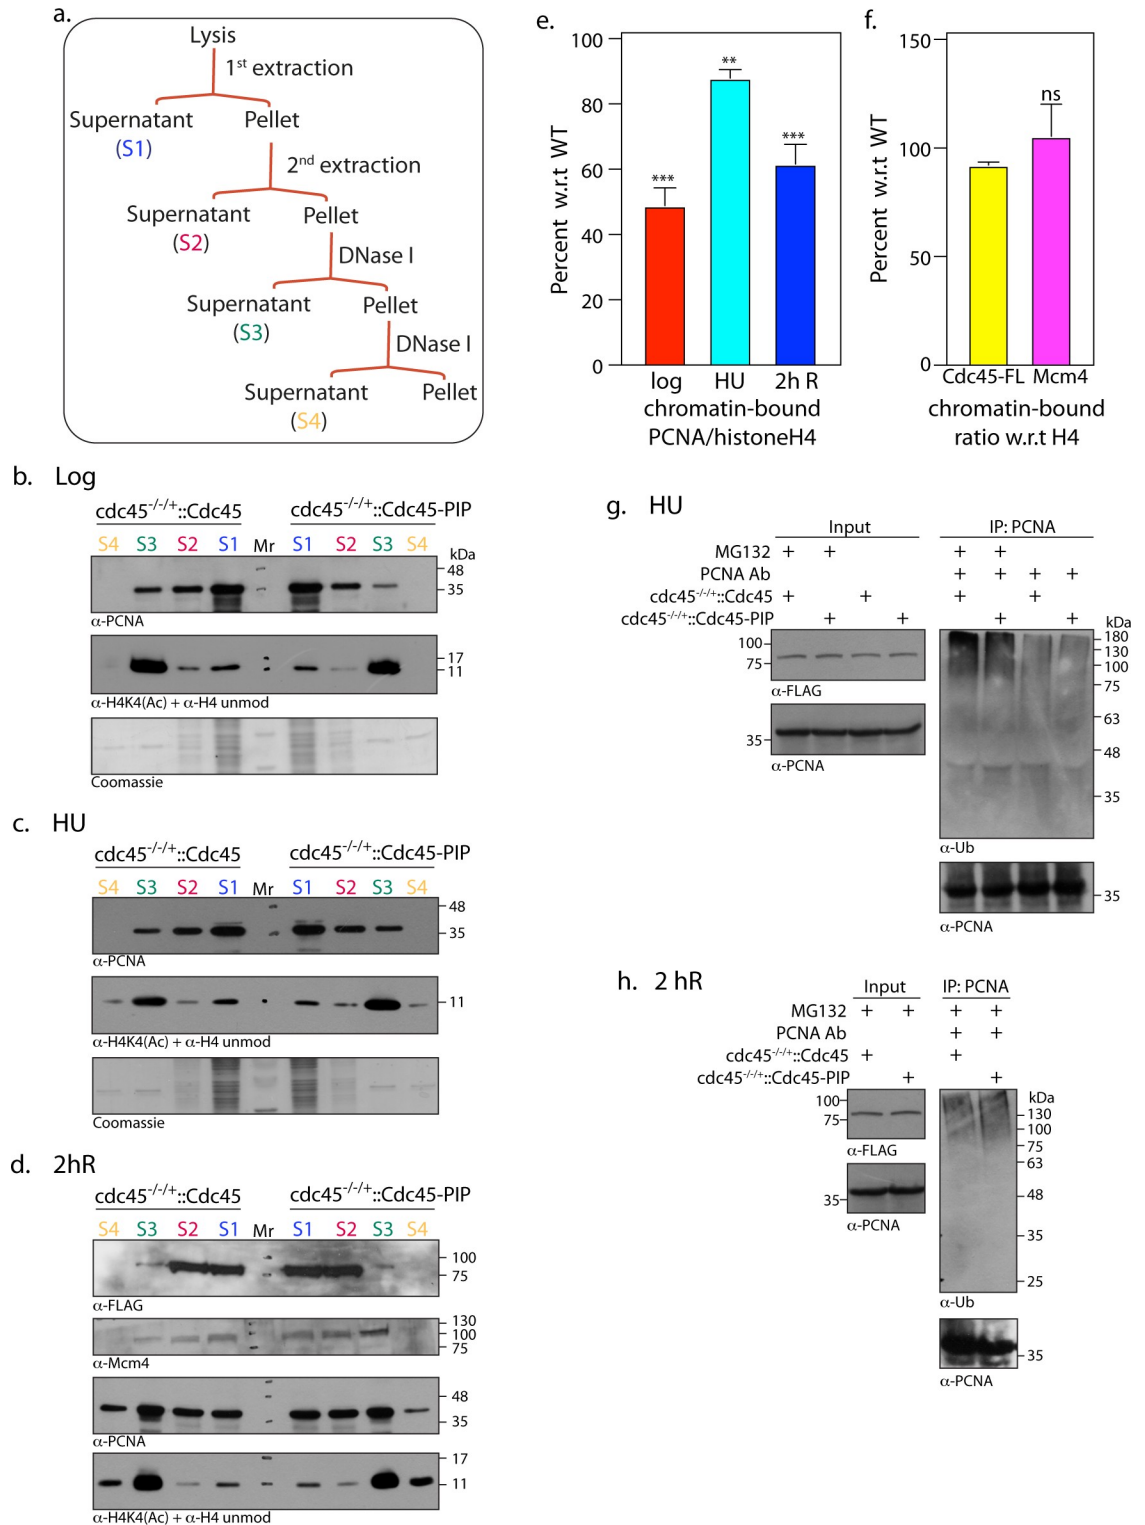 a.
Lysis
1st extraction
Supernatant Pellet
(S1)
2nd extraction
Supernatant Pellet
(S2)
DNase I
Supernatant Pellet
(S3)
DNase I
Supernatant Pellet
(S4)
b. Log
cdc45-/-/+::Cdc45 cdc45-/-/+::Cdc45-PIP
S4 S3 S2 S1 Mr S1 S2 S3 S4
kDa
48
35
α-PCNA
17
11
α-H4K4(Ac) + α-H4 unmod
Coomassie
c. HU
cdc45-/-/+::Cdc45 cdc45-/-/+::Cdc45-PIP
S4 S3 S2 S1 Mr S1 S2 S3 S4
48
35
α-PCNA
11
α-H4K4(Ac) + α-H4 unmod
Coomassie
d. 2hR
cdc45-/-/+::Cdc45 cdc45-/-/+::Cdc45-PIP
S4 S3 S2 S1 Mr S1 S2 S3 S4
100
75
α-FLAG
130
100
75
α-Mcm4
48
35
α-PCNA
17
11
α-H4K4(Ac) + α-H4 unmod
e.
Percent w.r.t WT
100
80
60
40
20
0
***
**
***
log HU 2h R
chromatin-bound
PCNA/histoneH4
f.
Percent w.r.t WT
150
100
50
0
ns
Cdc45-FL Mcm4
chromatin-bound
ratio w.r.t H4
g. HU
Input IP: PCNA
MG132 + + + +
PCNA Ab + + + +
cdc45-/-/+::Cdc45 + + + +
cdc45-/-/+::Cdc45-PIP + + + +
100
75
α-FLAG
35
α-PCNA
kDa
180
130
100
75
63
48
35
α-Ub
35
α-PCNA
h. 2 hR
Input IP: PCNA
MG132 + + + +
PCNA Ab + +
cdc45-/-/+::Cdc45 + +
cdc45-/-/+::Cdc45-PIP + +
100
75
α-FLAG
35
α-PCNA
kDa
130
100
75
63
48
35
25
α-Ub
35
α-PCNA